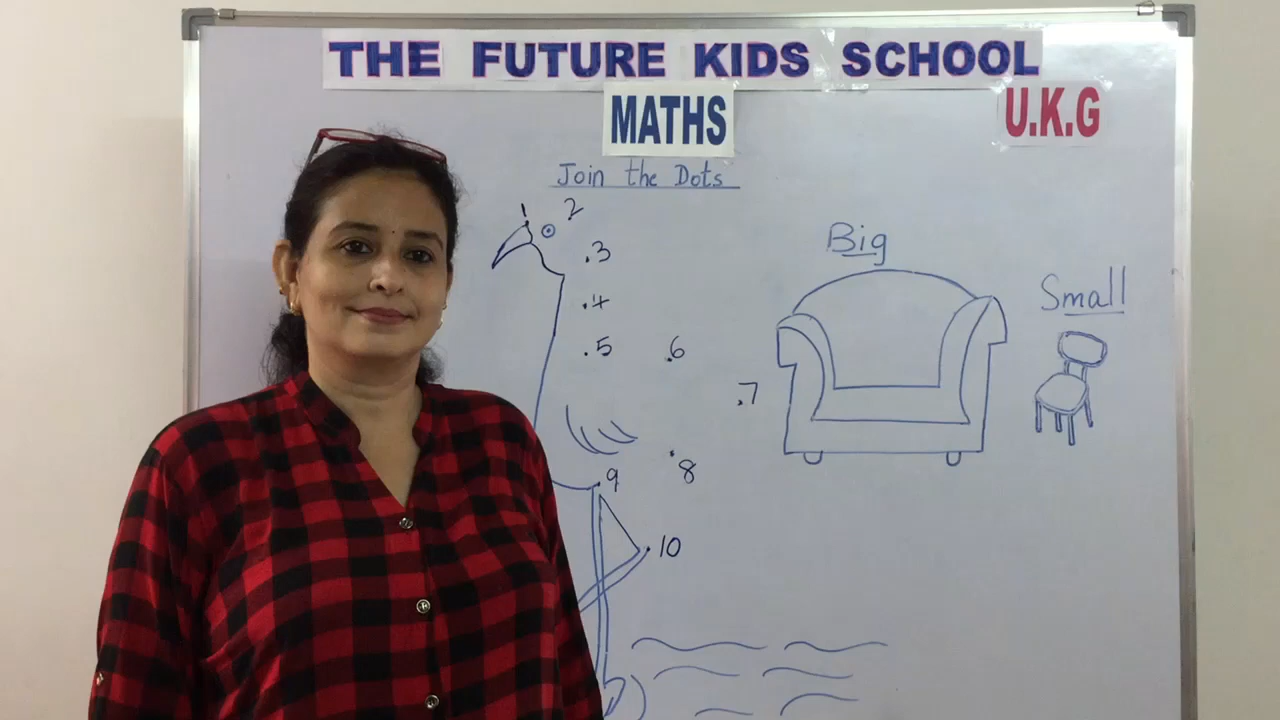 THE FUTURE KIDS SCHOOL
MATHS
U.K.G
Join the Dots
1
2
.3
.4
.5
.6
.7
8
9
10
Big
Small